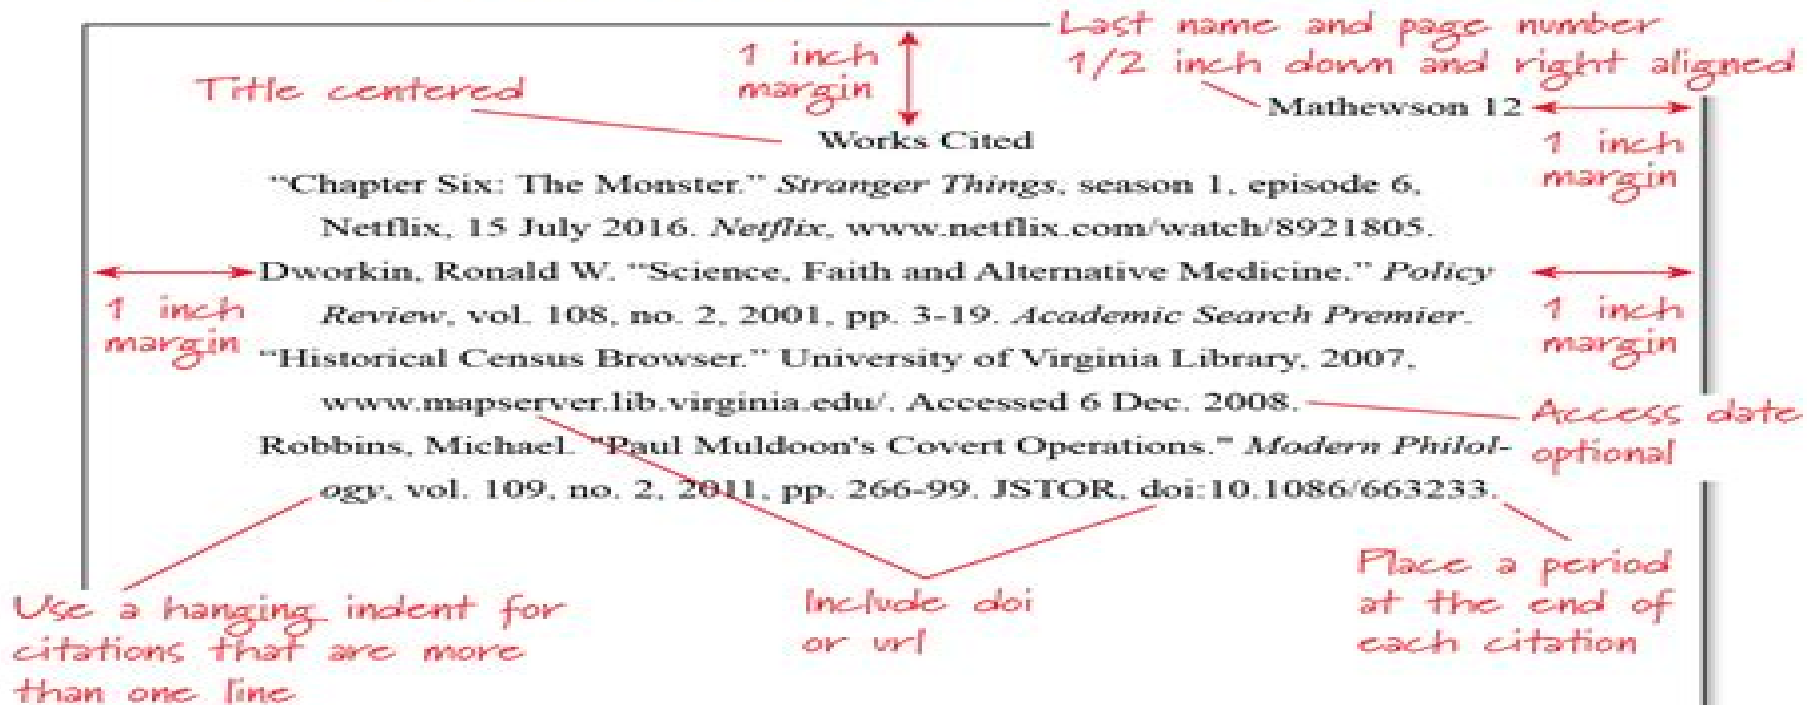 Last name and page number
1/2 inch down and right aligned
1 inch
margin
Title centered
Mathewson 12
Works Cited
1 inch
margin
“Chapter Six: The Monster.” Stranger Things, season 1, episode 6,
Netflix, 15 July 2016. Netflix, www.netflix.com/watch/8921805.
Dworkin, Ronald W. “Science, Faith and Alternative Medicine.” Policy
Review, vol. 108, no. 2, 2001, pp. 3-19. Academic Search Premier.
1 inch
margin
1 inch
margin
“Historical Census Browser.” University of Virginia Library, 2007,
www.mapserver.lib.virginia.edu/. Accessed 6 Dec. 2008.
Access date
optional
Robbins, Michael. "Paul Muldoon's Covert Operations." Modern Philol-
ogy, vol. 109, no. 2, 2011, pp. 266-99. JSTOR, doi:10.1086/663233.
Use a hanging indent for
citations that are more
than one line
Include doi
or url
Place a period
at the end of
each citation